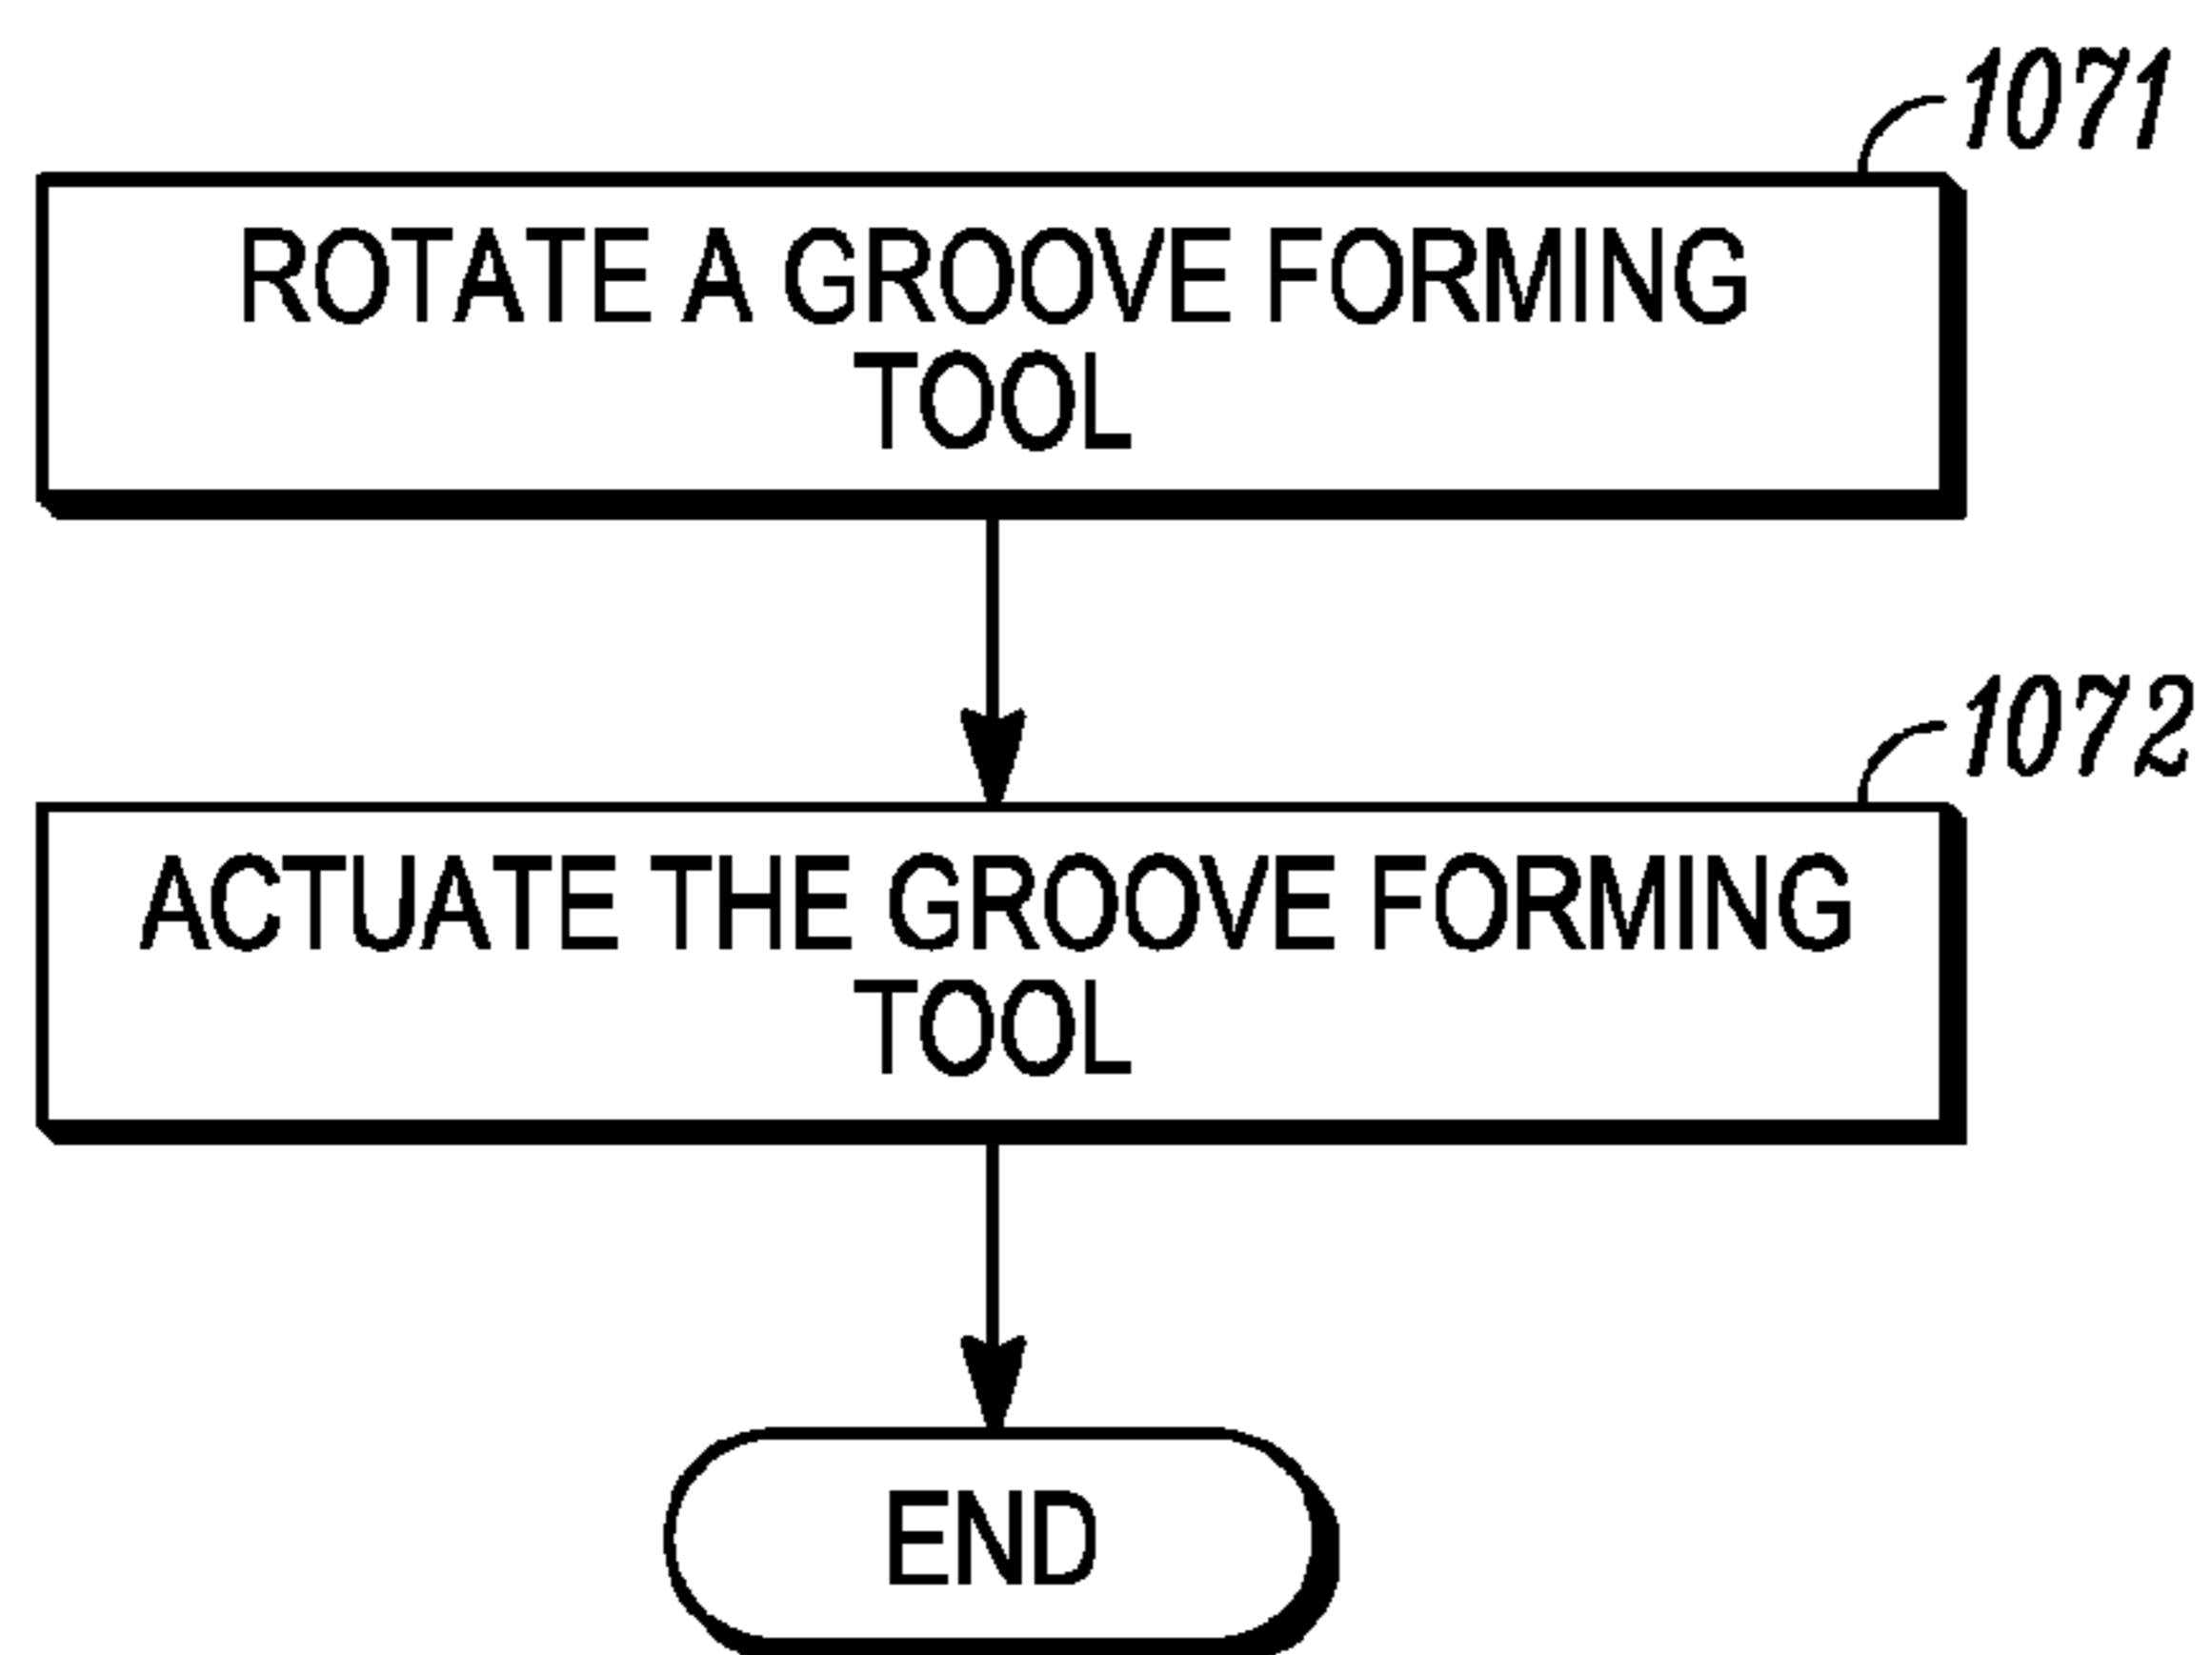 1071
ROTATE A GROOVE FORMING
TOOL
1072
ACTUATE THE GROOVE FORMING
TOOL
END